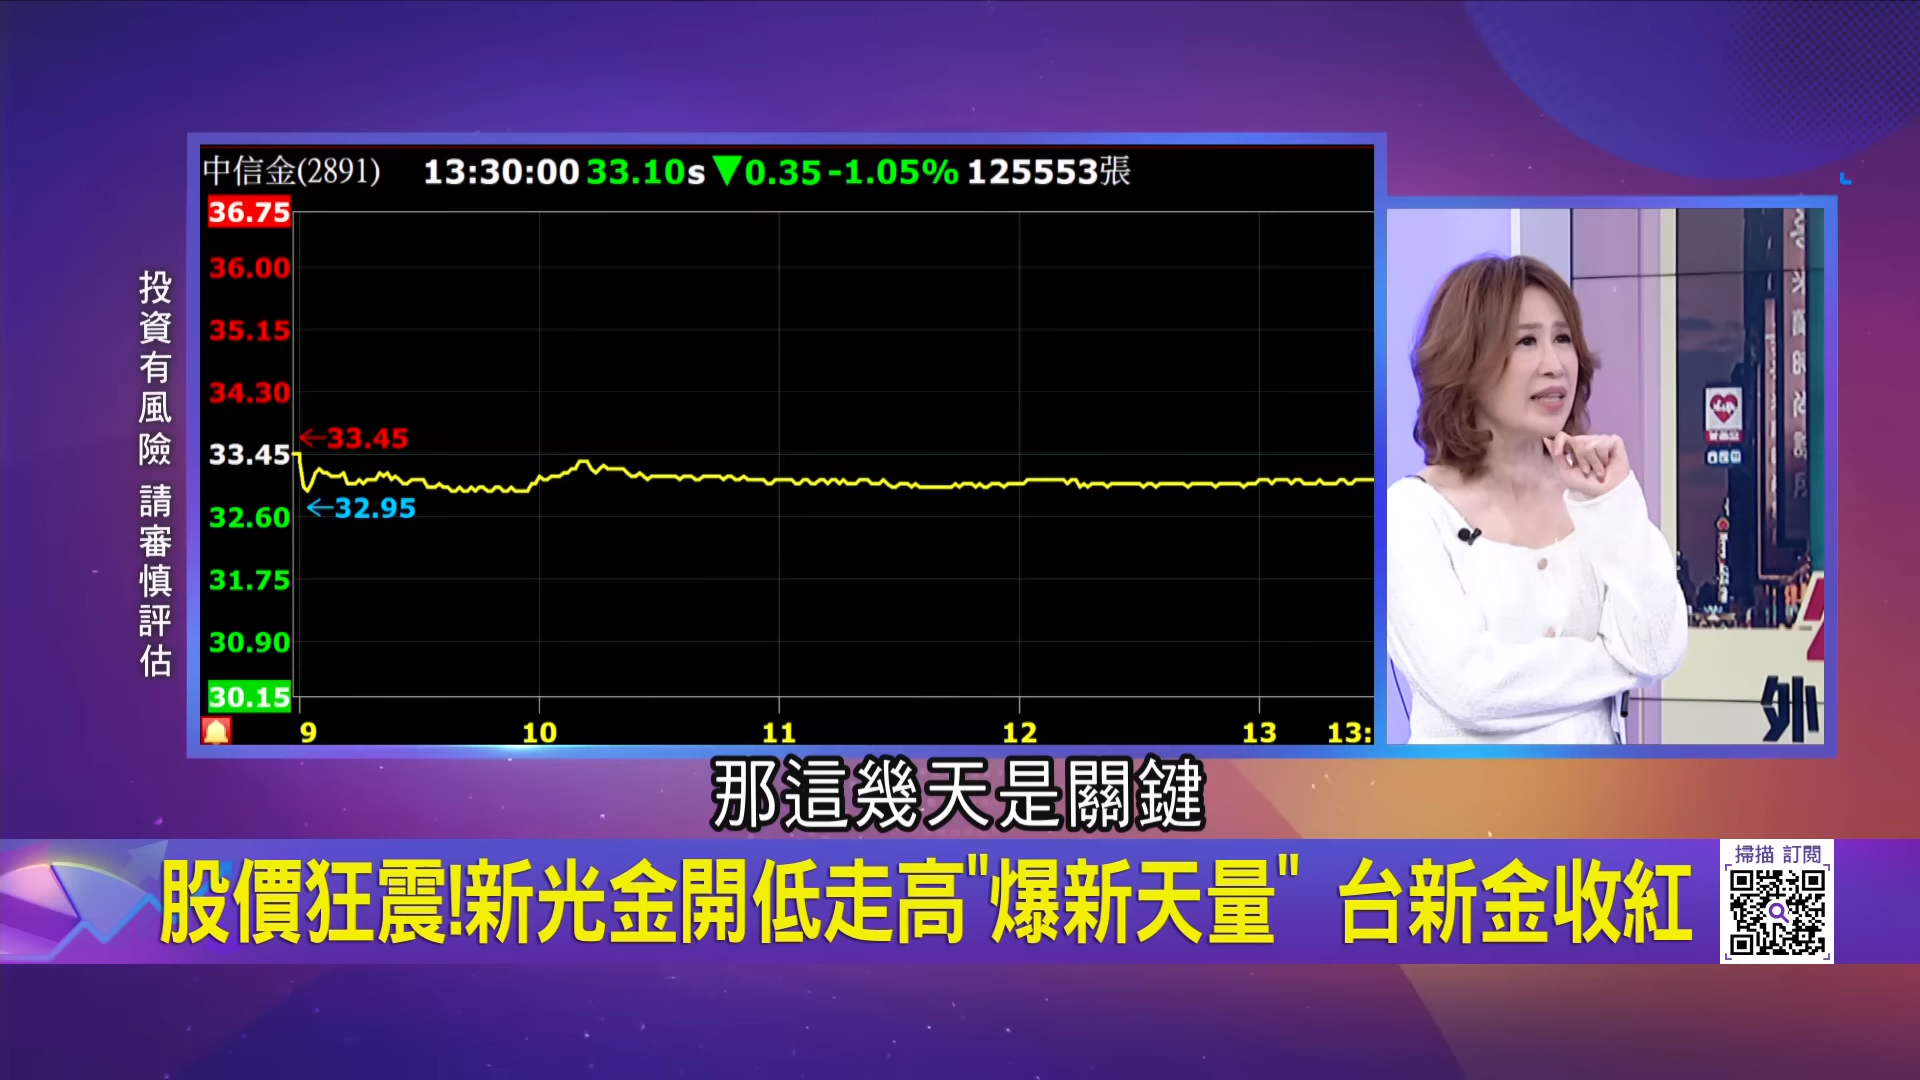 中信金(2891) 13:30:00 33.10s ▼0.35 -1.05% 125553張
36.75
36.00
35.15
34.30
33.45
←33.45
←32.95
32.60
31.75
30.90
30.15
9 10 11 12 13 13:
投資有風險 請審慎評估
外
那這幾天是關鍵
股價狂震!新光金開低走高"爆新天量" 台新金收紅
掃描 訂閱